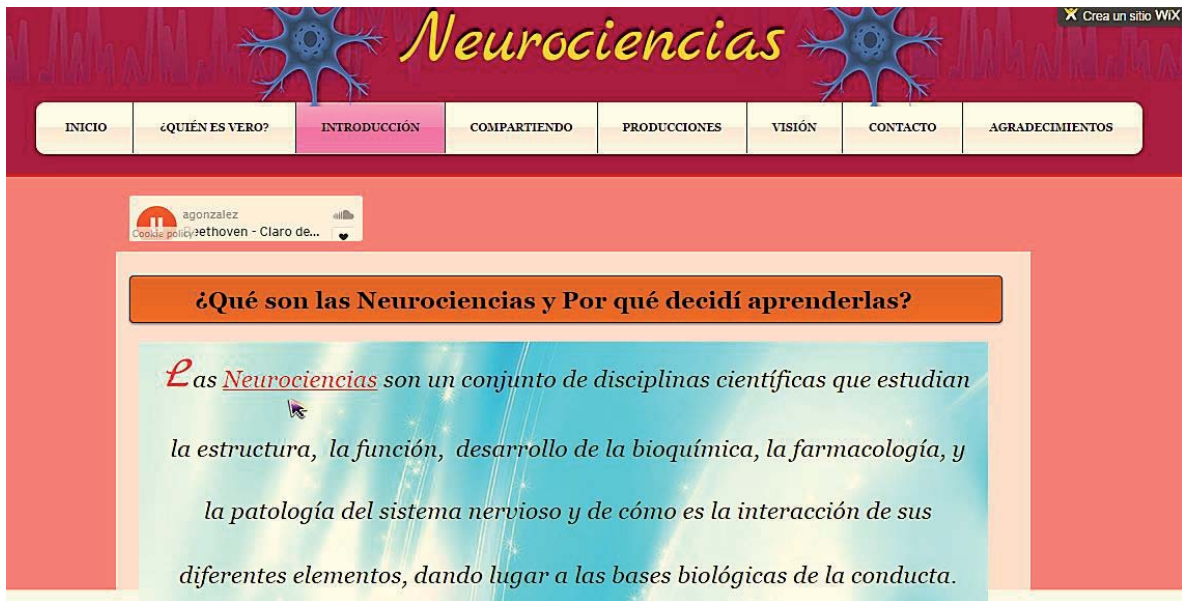 Neurociencias
X Crea un sitio WiX
INICIO ¿QUIÉN ES VERO? INTRODUCCIÓN COMPARTIENDO PRODUCCIONES VISIÓN CONTACTO AGRADECIMIENTOS
agonzalez
Cookie policy eethoven - Claro de...
¿Qué son las Neurociencias y Por qué decidí aprenderlas?
Las Neurociencias son un conjunto de disciplinas científicas que estudian
la estructura, la función, desarrollo de la bioquímica, la farmacología, y
la patología del sistema nervioso y de cómo es la interacción de sus
diferentes elementos, dando lugar a las bases biológicas de la conducta.